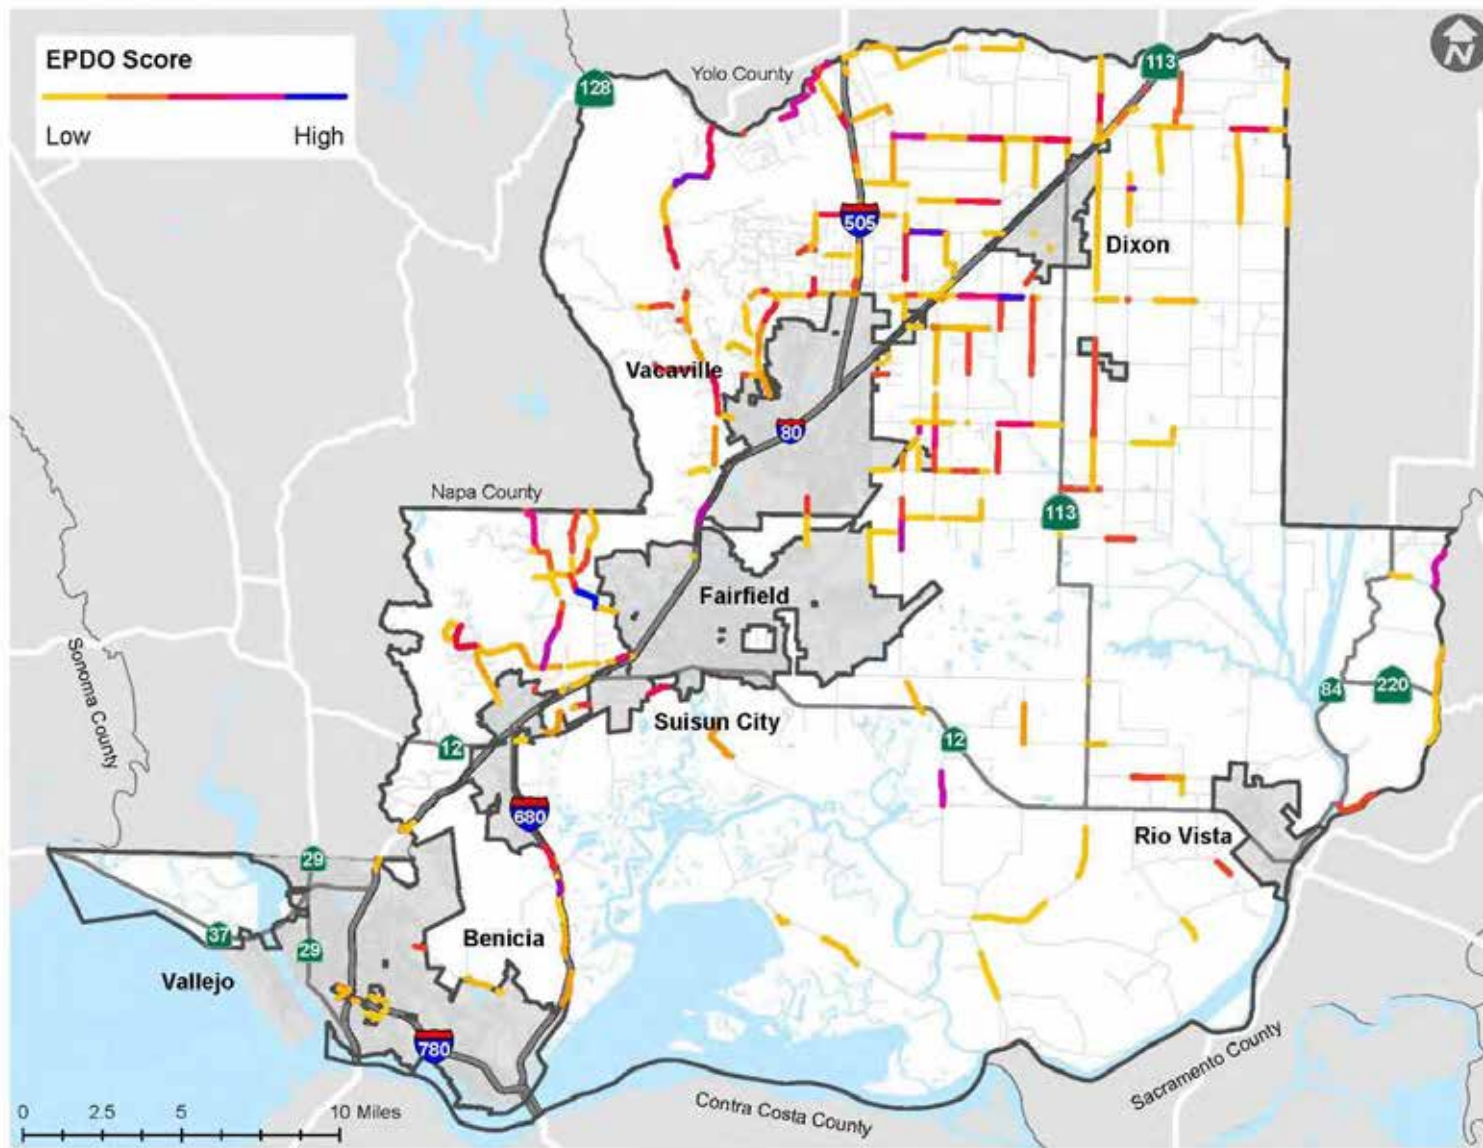 EPDO Score
Low High
N
128
Yolo County
113
505
Dixon
Vacaville
80
Napa County
113
Fairfield
Sonoma County
84
220
Suisun City
12
12
680
Rio Vista
29
37
29
Benicia
Vallejo
780
Sacramento County
Contra Costa County
0 2.5 5 10 Miles